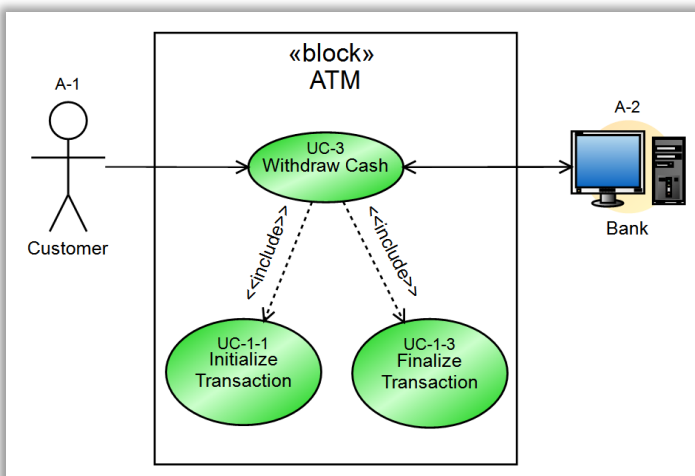 «block»
ATM
A-1
A-2
UC-3
Withdraw Cash
Customer
Bank
<<include>>
<<include>>
UC-1-1
Initialize
Transaction
UC-1-3
Finalize
Transaction